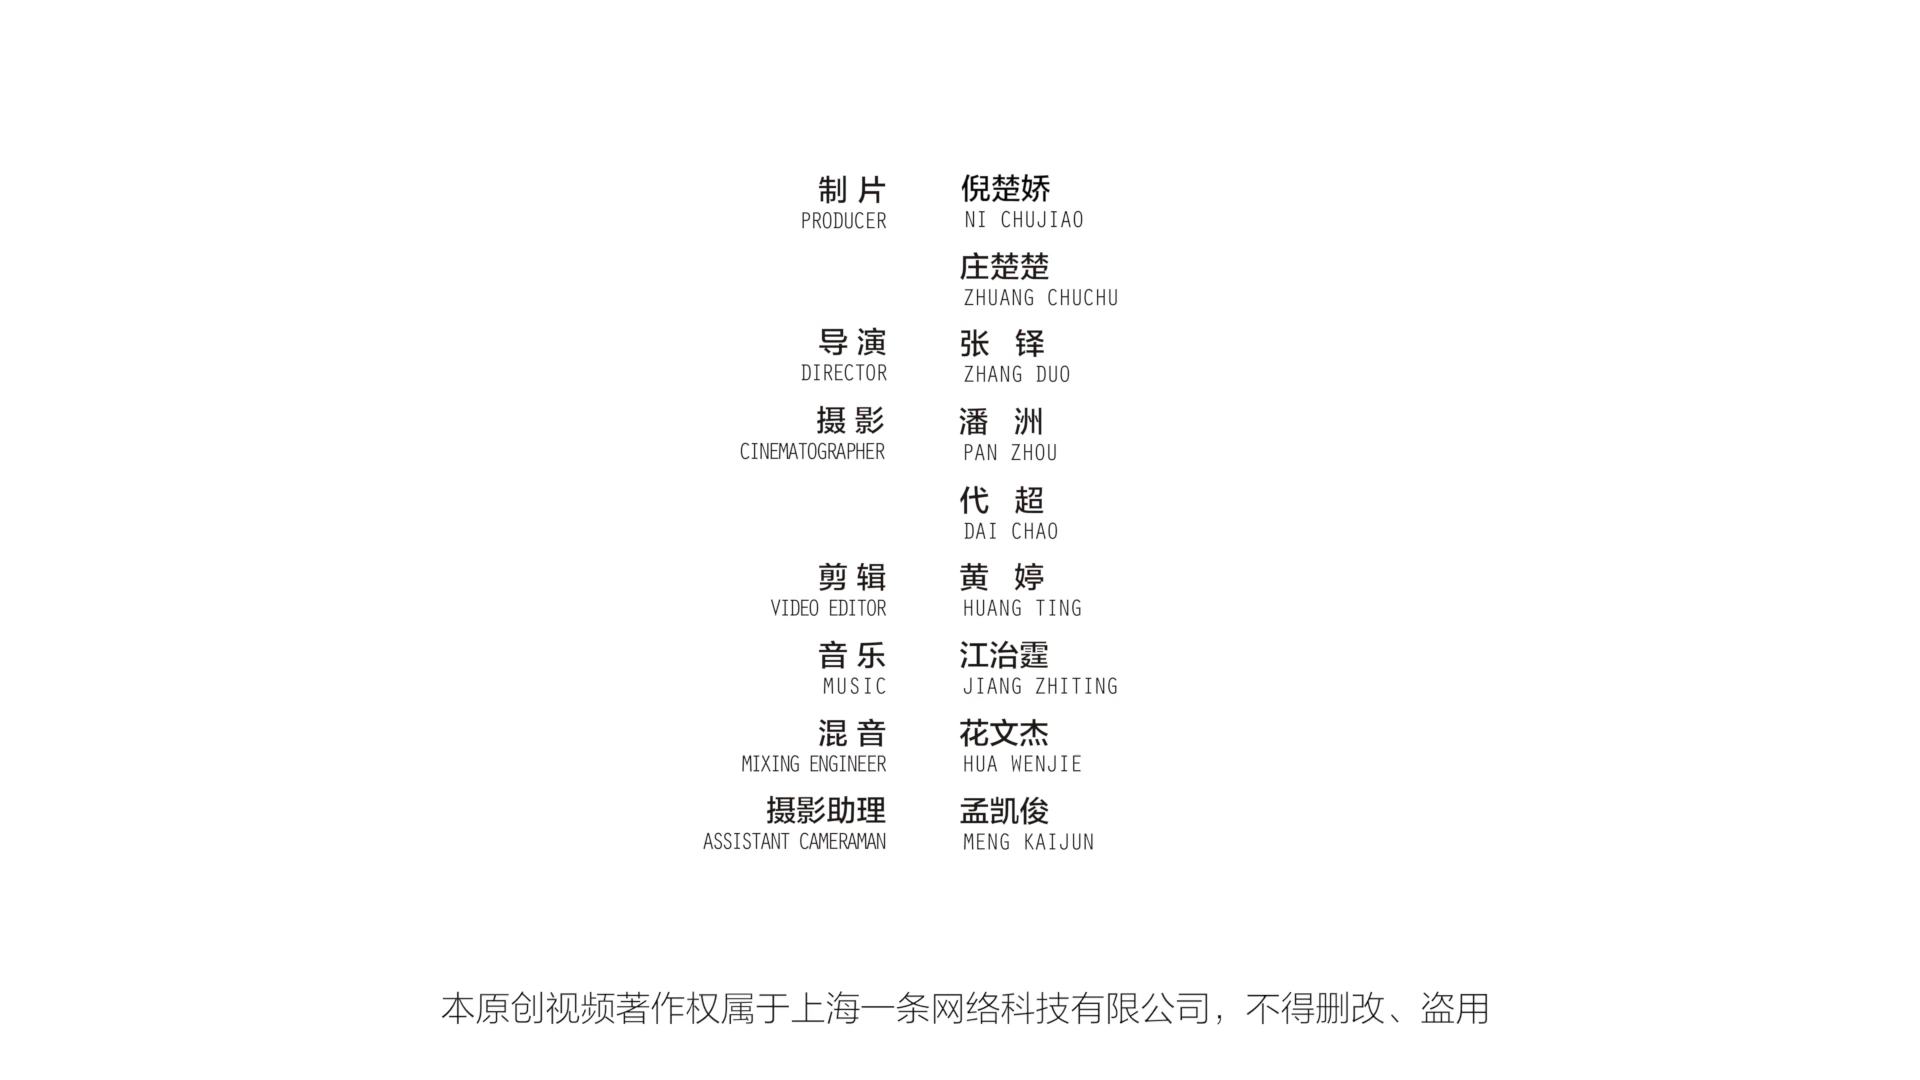 制 片 倪楚娇
PRODUCER NI CHUJIAO
庄楚楚
ZHUANG CHUCHU
导 演 张 铎
DIRECTOR ZHANG DUO
摄 影 潘 洲
CINEMATOGRAPHER PAN ZHOU
代 超
DAI CHAO
剪 辑 黄 婷
VIDEO EDITOR HUANG TING
音 乐 江治霆
MUSIC JIANG ZHITING
混 音 花文杰
MIXING ENGINEER HUA WENJIE
摄影助理 孟凯俊
ASSISTANT CAMERAMAN MENG KAIJUN
本原创视频著作权属于上海一条网络科技有限公司，不得删改、盗用